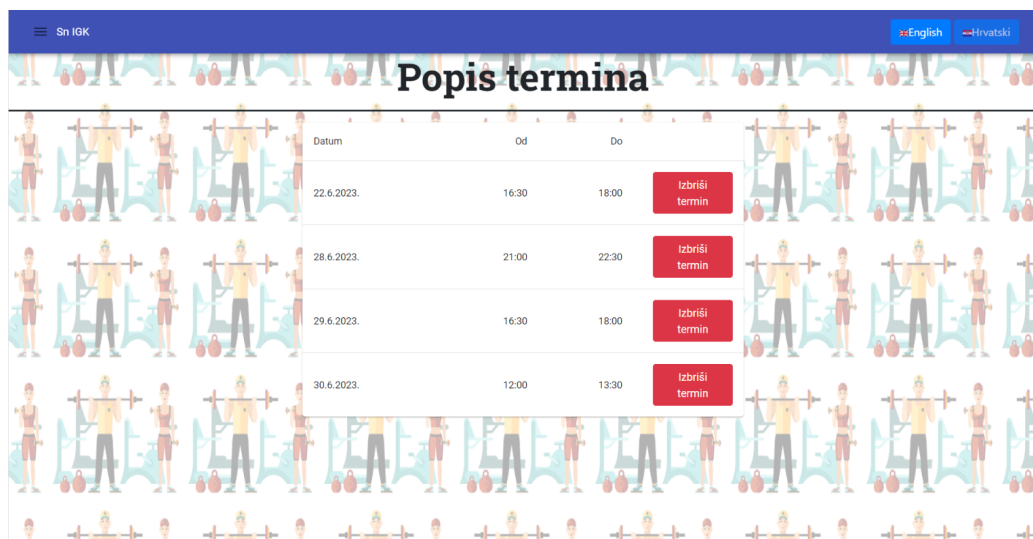 Sn IGK
English Hrvatski
Popis termina
Datum Od Do
22.6.2023. 16:30 18:00 Izbriši
termin
28.6.2023. 21:00 22:30 Izbriši
termin
29.6.2023. 16:30 18:00 Izbriši
termin
30.6.2023. 12:00 13:30 Izbriši
termin